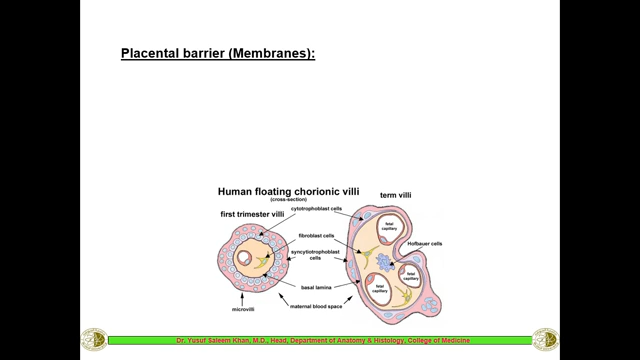 Placental barrier (Membranes):
Human floating chorionic villi
(cross-section)
term villi
first trimester villi
cytotrophoblast cells
fetal
capillary
fibroblast cells
Hofbauer cells
syncytiotrophoblast
cells
fetal
capillary
basal lamina
fetal
capillary
microvilli
maternal blood space
Dr. Yusuf Saleem Khan, M.D., Head, Department of Anatomy & Histology, College of Medicine